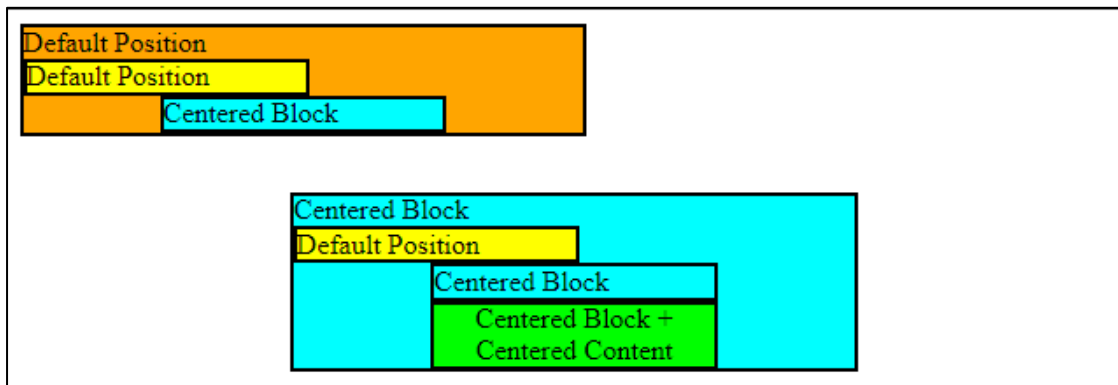 Default Position
Default Position
Centered Block
Centered Block
Default Position
Centered Block
Centered Block +
Centered Content